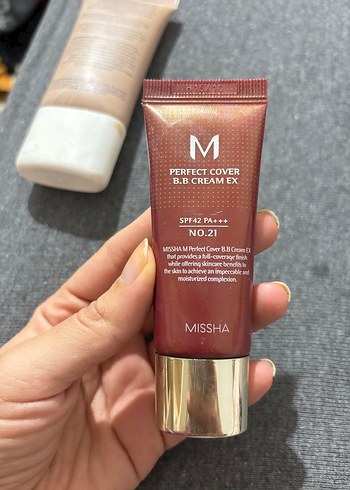 M
PERFECT COVER
B.B CREAM EX
SPF42 PA+++
NO.21
MISSHA M Perfect Cover B.B Cream EX
that provides a full-coverage finish
while offering skincare benefits to
the skin to achieve an impeccable and
moisturized complexion.
MISSHA